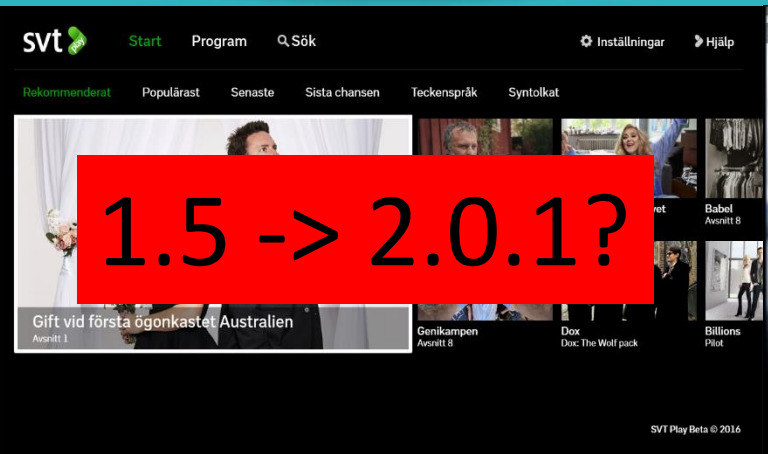 svt play
Start Program Sök
Inställningar Hjälp
Rekommenderat Populärast Senaste Sista chansen Teckenspråk Syntolkat
1.5 -> 2.0.1?
vet
Babel
Avsnitt 8
Gift vid första ögonkastet Australien
Avsnitt 1
Genikampen
Avsnitt 8
Dox
Dox: The Wolf pack
Billions
Pilot
SVT Play Beta © 2016